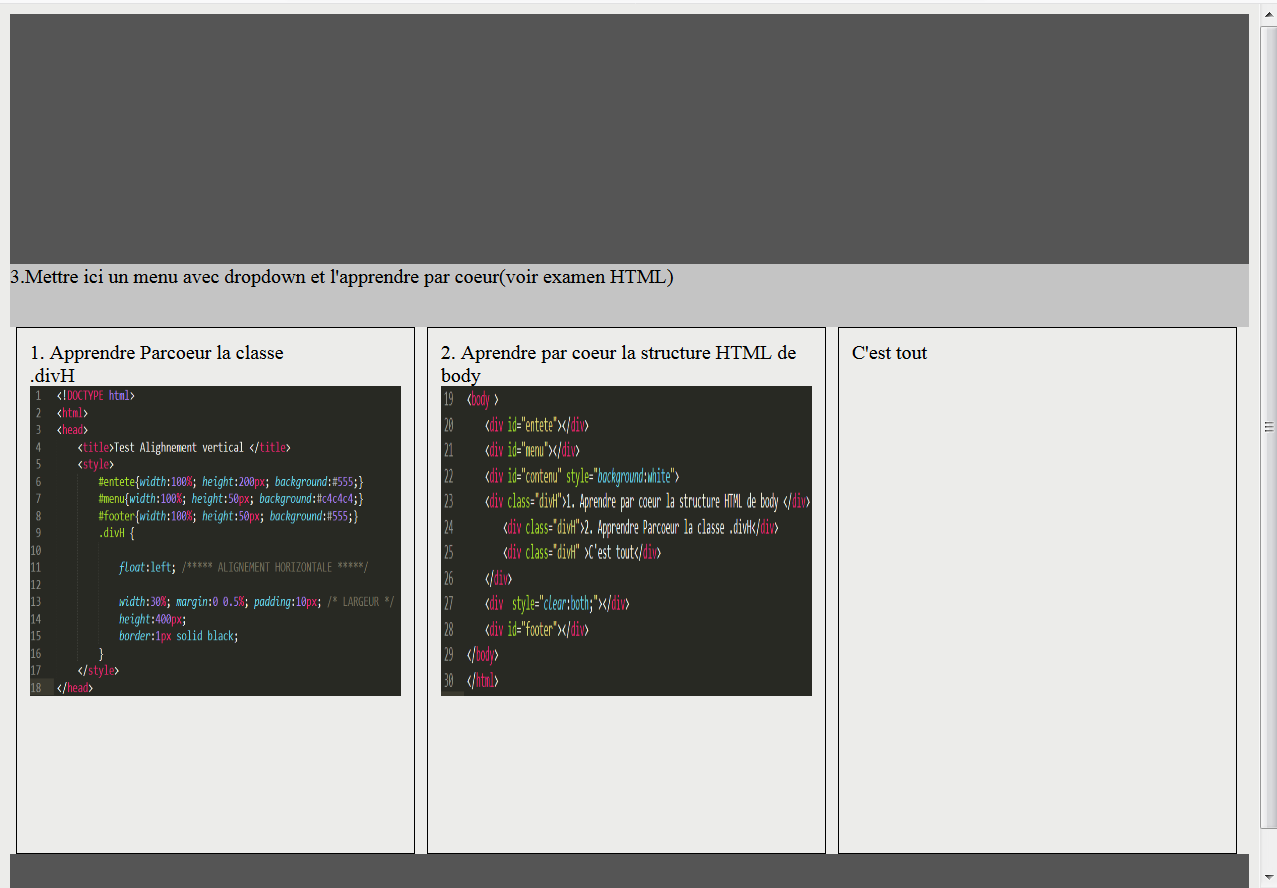 3.Mettre ici un menu avec dropdown et l'apprendre par coeur(voir examen HTML)
1. Apprendre Parcoeur la classe
.divH
1 <!DOCTYPE html>
2 <html>
3 <head>
4 <title>Test Alighnement vertical </title>
5 <style>
6 #entete{width:100%; height:200px; background:#555;}
7 #menu{width:100%; height:50px; background:#c4c4c4;}
8 #footer{width:100%; height:50px; background:#555;}
9 .divH {
10
11 float:left; /***** ALIGNEMENT HORIZONTALE *****/
12
13 width:30%; margin:0 0.5%; padding:10px; /* LARGEUR */
14 height:400px;
15 border:1px solid black;
16 }
17 </style>
18 </head>
2. Aprendre par coeur la structure HTML de
body
19 <body >
20 <div id="entete"></div>
21 <div id="menu"></div>
22 <div id="contenu" style="background:white">
23 <div class="divH">1. Aprendre par coeur la structure HTML de body </div>
24 <div class="divH">2. Apprendre Parcoeur la classe .divH</div>
25 <div class="divH" >C'est tout</div>
26 </div>
27 <div style="clear:both;"></div>
28 <div id="footer"></div>
29 </body>
30 </html>
C'est tout